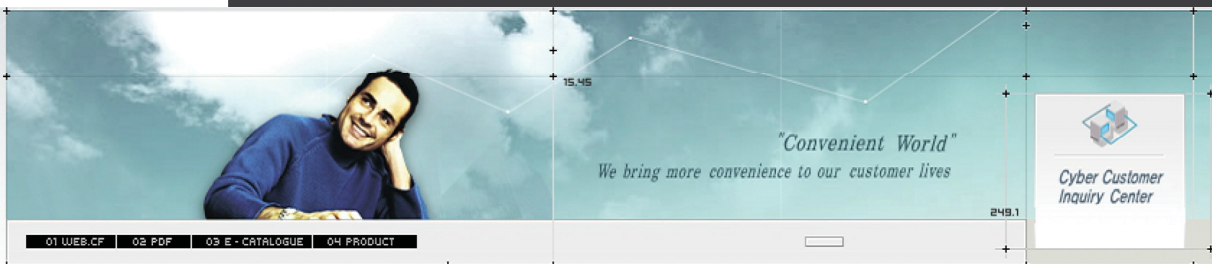 15.45
"Convenient World"
We bring more convenience to our customer lives
Cyber Customer
Inquiry Center
249.1
01 WEB.CF
02 PDF
03 E - CATALOGUE
04 PRODUCT